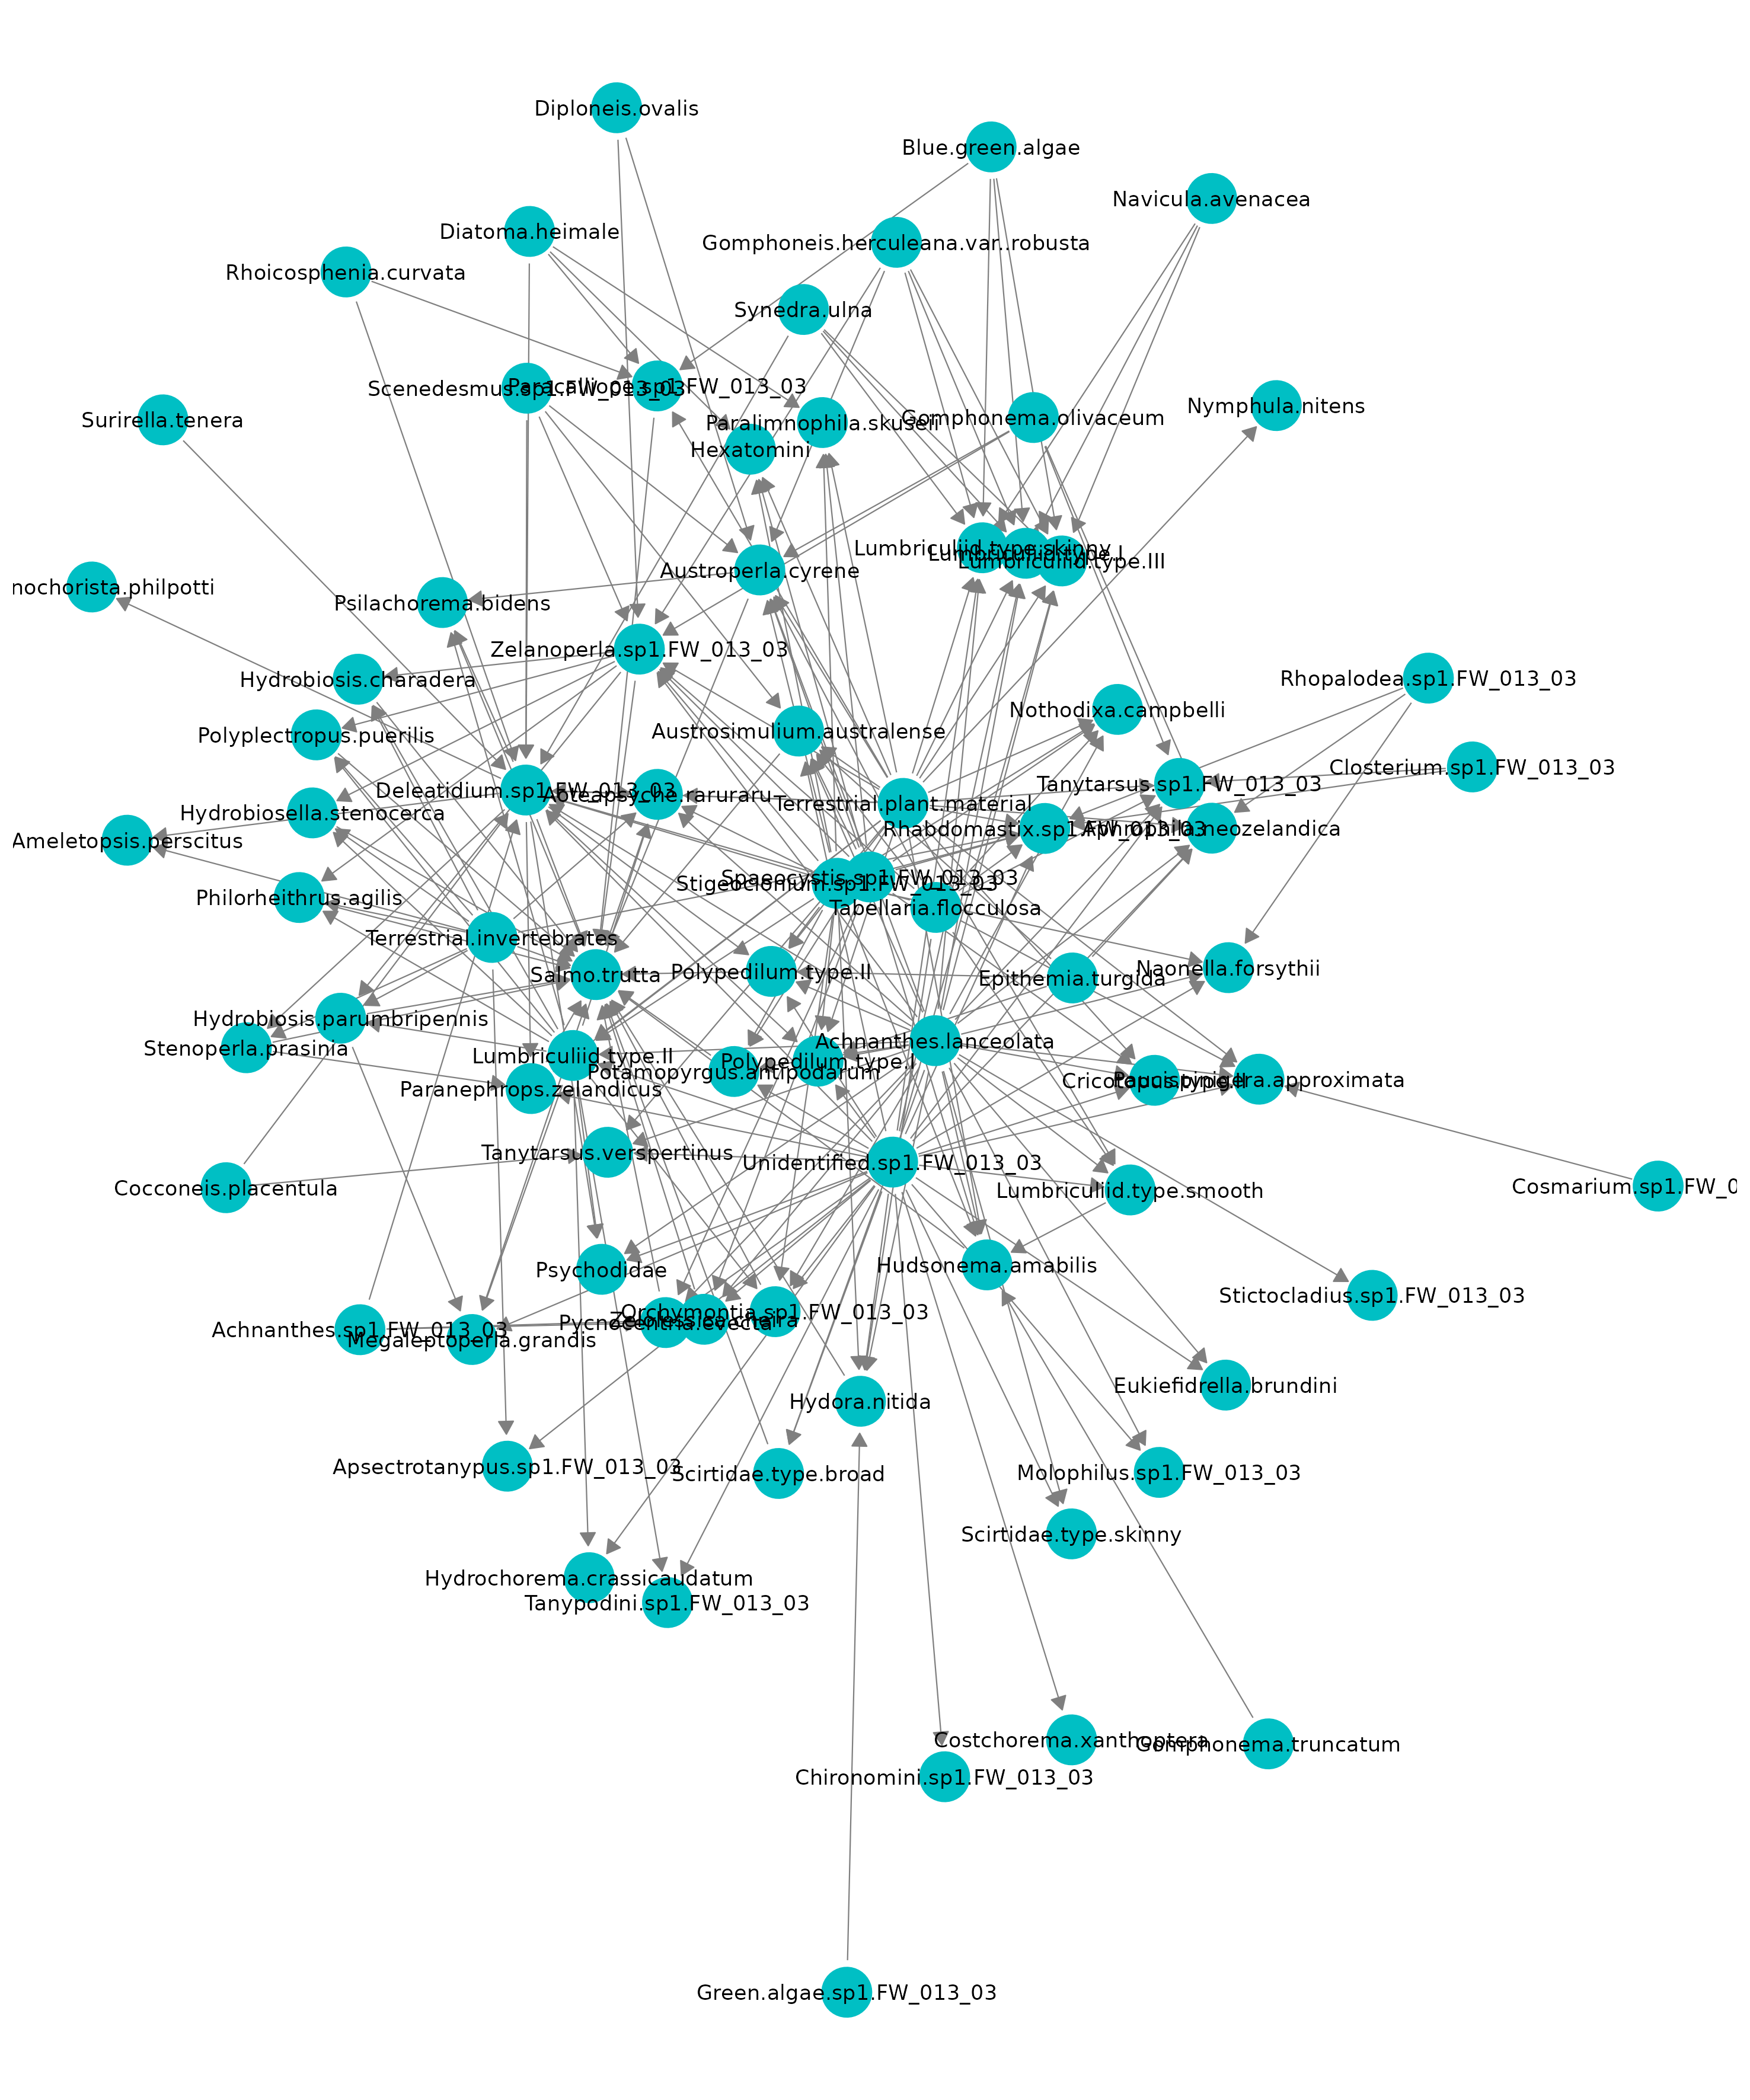 Diploneis.ovalis
Blue.green.algae
Navicula.avenacea
Diatoma.heimale
Gomphoneis.herculeana.var..robusta
Rhoicosphenia.curvata
Synedra.ulna
Scenedesmus.sp1.FW_013_03
Paracalliope.sp1.FW_013_03
Nymphula.nitens
Surirella.tenera
Paralimnophila.skuseii
Gomphonema.olivaceum
Hexatomini
Lumbriculiid.type.skinny
Lumbriculiid.type.I
Lumbriculiid.type.III
Austroperla.cyrene
nochorista.philpotti
Psilachorema.bidens
Zelanoperla.sp1.FW_013_03
Hydrobiosis.charadera
Rhopalodea.sp1.FW_013_03
Nothodixa.campbelli
Polyplectropus.puerilis
Austrosimulium.australense
Closterium.sp1.FW_013_03
Deleatidium.sp1.FW_013_03
Aoteapsyche.raruraru
Tanytarsus.sp1.FW_013_03
Terrestrial.plant.material
Hydrobiosella.stenocerca
Rhabdomastix.sp1.FW_013_03
Aphrophila.neozelandica
Ameletopsis.perscitus
Spaeocystis.sp1.FW_013_03
Stigeoclonium.sp1.FW_013_03
Philorheithrus.agilis
Tabellaria.flocculosa
Terrestrial.invertebrates
Salmo.trutta
Polypedilum.type.II
Epithemia.turgida
Naonella.forsythii
Hydrobiosis.parumbripennis
Stenoperla.prasinia
Achnanthes.lanceolata
Lumbriculiid.type.II
Polypedilum.type.I
Potamopyrgus.antipodarum
Cricotopus.type.II
Paucispinigera.approximata
Paranephrops.zelandicus
Tanytarsus.verspertinus
Unidentified.sp1.FW_013_03
Cocconeis.placentula
Lumbriculiid.type.smooth
Cosmarium.sp1.FW_0
Psychodidae
Hudsonema.amabilis
Stictocladius.sp1.FW_013_03
Orchymontia.sp1.FW_013_03
Pycnocentria.evecta
Zelolessica.cheira
Achnanthes.sp1.FW_013_03
Megaleptoperla.grandis
Eukiefidrella.brundini
Hydora.nitida
Apsectrotanypus.sp1.FW_013_03
Scirtidae.type.broad
Molophilus.sp1.FW_013_03
Scirtidae.type.skinny
Hydrochorema.crassicaudatum
Tanypodini.sp1.FW_013_03
Costchorema.xanthoptera
Gomphonema.truncatum
Chironomini.sp1.FW_013_03
Green.algae.sp1.FW_013_03